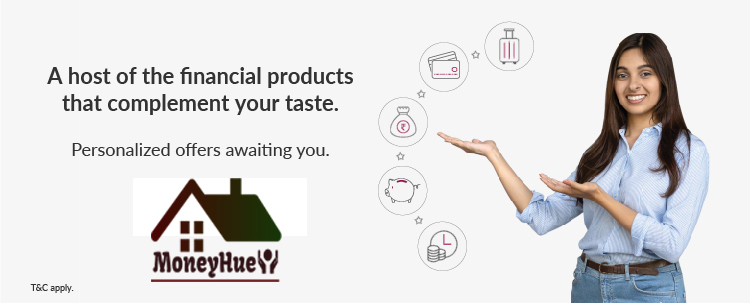 A host of the financial products
that complement your taste.
Personalized offers awaiting you.
MoneyHue
T&C apply.
₹